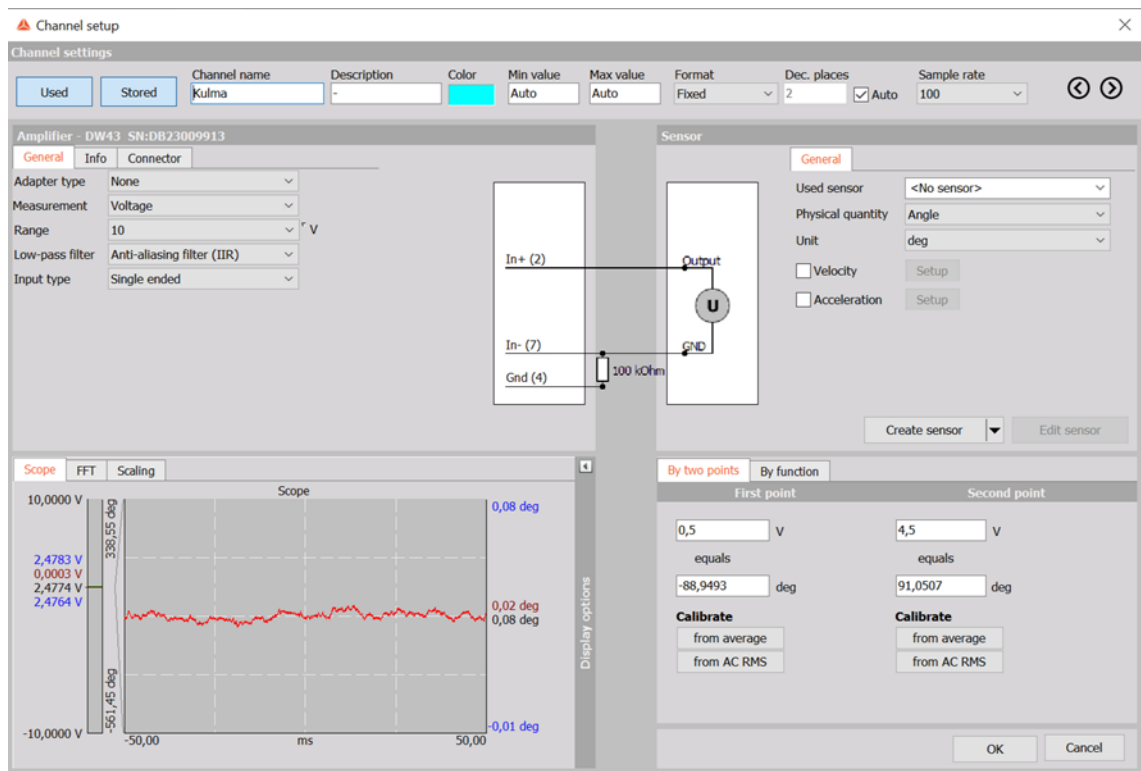 Channel setup
Channel settings
Used
Stored
Channel name
Kulma
Description
-
Color
Min value
Auto
Max value
Auto
Format
Fixed
Dec. places
2
Auto
Sample rate
100
Amplifier - DW43 SN:DB23009913
General
Info
Connector
Adapter type
None
Measurement
Voltage
Range
10
V
Low-pass filter
Anti-aliasing filter (IIR)
Input type
Single ended
In+ (2)
In- (7)
Gnd (4)
100 kOhm
Sensor
Output
U
GND
General
Used sensor
<No sensor>
Physical quantity
Angle
Unit
deg
Velocity
Setup
Acceleration
Setup
Create sensor
Edit sensor
Scope
FFT
Scaling
Scope
10,0000 V
2,4783 V
0,0003 V
2,4774 V
2,4764 V
-10,0000 V
338,55 deg
-561,45 deg
0,08 deg
0,02 deg
0,08 deg
-0,01 deg
-50,00
ms
50,00
Display options
By two points
By function
First point
Second point
0,5
V
4,5
V
equals
equals
-88,9493
deg
91,0507
deg
Calibrate
Calibrate
from average
from average
from AC RMS
from AC RMS
OK
Cancel